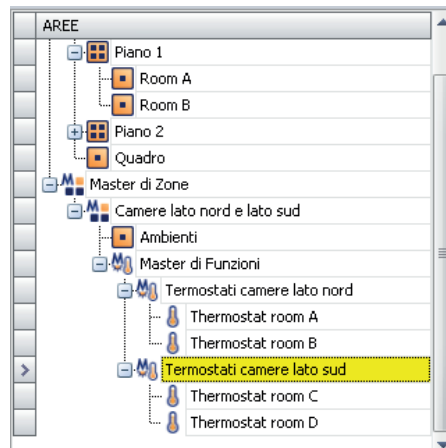 AREE
Piano 1
Room A
Room B
Piano 2
Quadro
Master di Zone
Camere lato nord e lato sud
Ambienti
Master di Funzioni
Termostati camere lato nord
Thermostat room A
Thermostat room B
Termostati camere lato sud
Thermostat room C
Thermostat room D